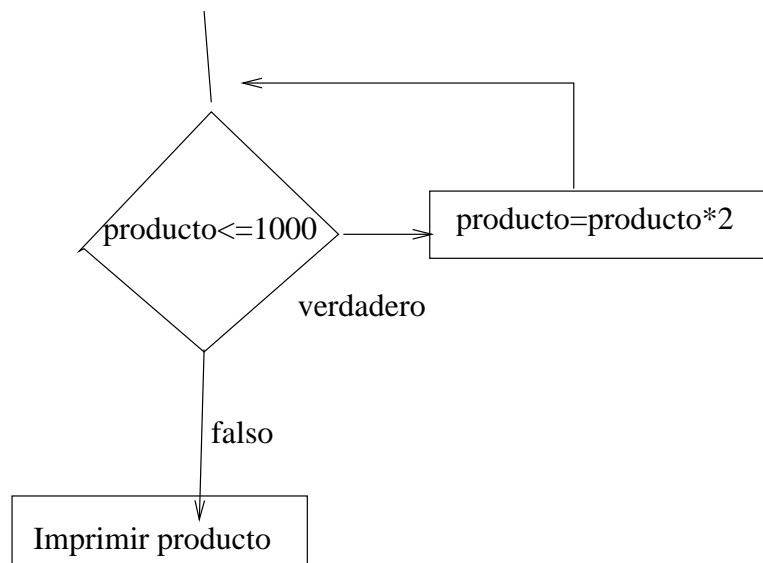 producto<=1000
producto=producto*2
verdadero
falso
Imprimir producto